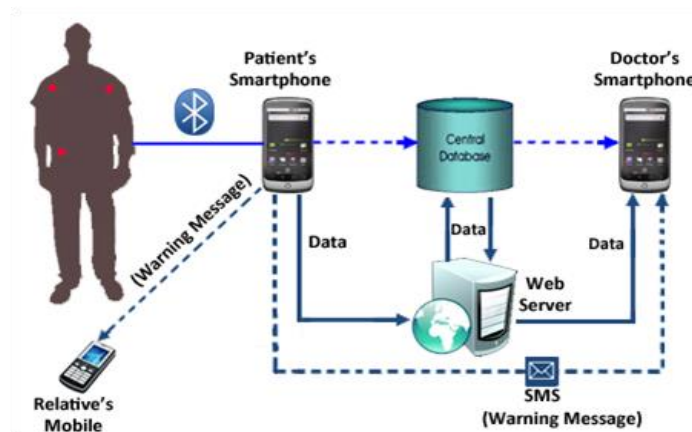 Patient's
Smartphone
Doctor's
Smartphone
Central
Database
(Warning Message)
Data
Data
Data
Web
Server
Relative's
Mobile
SMS
(Warning Message)